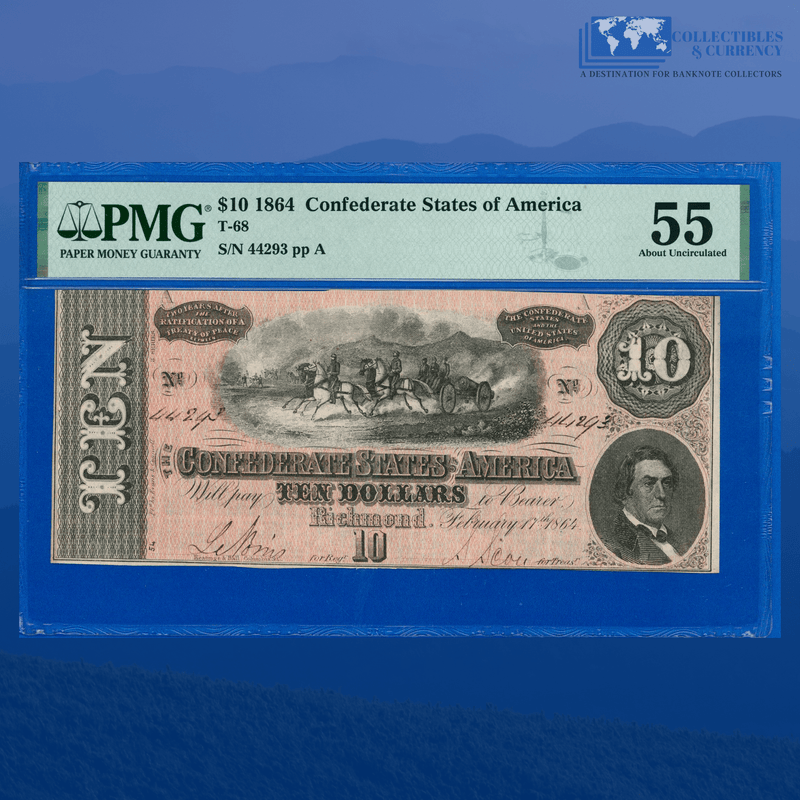 COLLECTIBLES
& CURRENCY
A DESTINATION FOR BANKNOTE COLLECTORS
PMG®
PAPER MONEY GUARANTY
$10 1864 Confederate States of America
T-68
S/N 44293 pp A
55
About Uncirculated
TEN
TWO YEARS AFTER
THE
RATIFICATION OF A
TREATY OF PEACE
BETWEEN
THE CONFEDERATE
STATES
AND THE
UNITED STATES
OF AMERICA
10
No
44293
No
44293
THE
CONFEDERATE STATES OF AMERICA
Will pay TEN DOLLARS to Bearer
Richmond February 17th 1864
10
for Regr.
for Treasr.